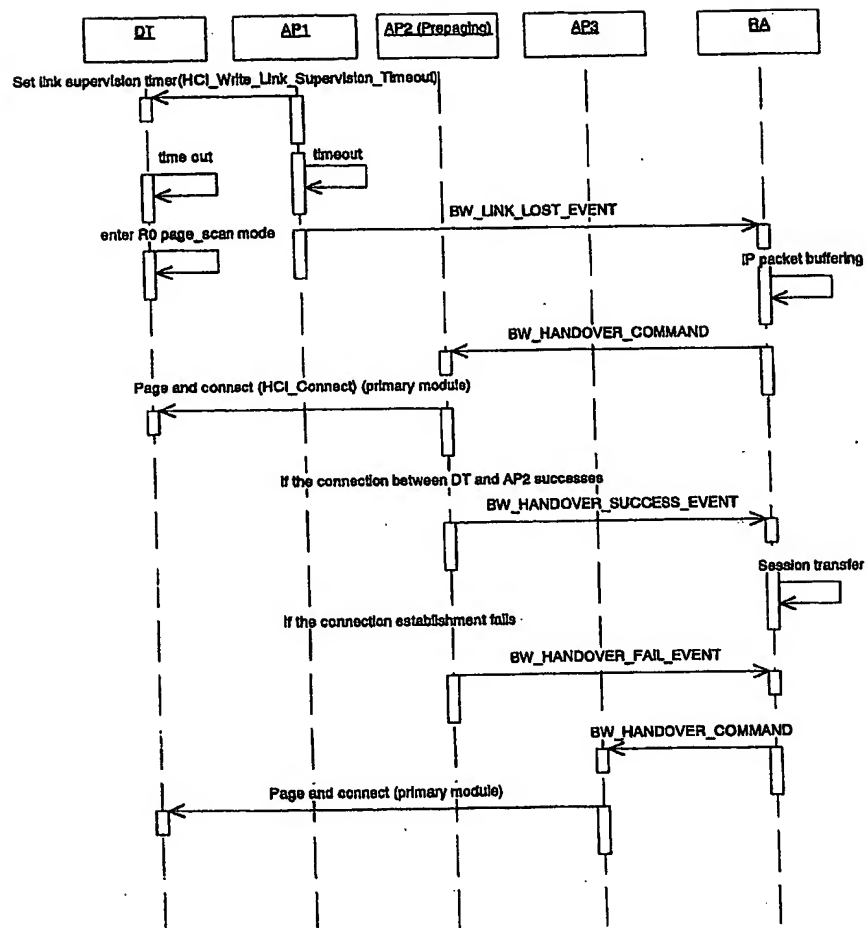 DT
AP1
AP2 (Prepaging)
AP3
RA
Set link supervision timer(HCI_Write_Link_Supervision_Timeout)
time out
timeout
BW_LINK_LOST_EVENT
enter R0 page_scan mode
IP packet buffering
BW_HANDOVER_COMMAND
Page and connect (HCI_Connect) (primary module)
If the connection between DT and AP2 successes
BW_HANDOVER_SUCCESS_EVENT
Session transfer
If the connection establishment fails
BW_HANDOVER_FAIL_EVENT
BW_HANDOVER_COMMAND
Page and connect (primary module)